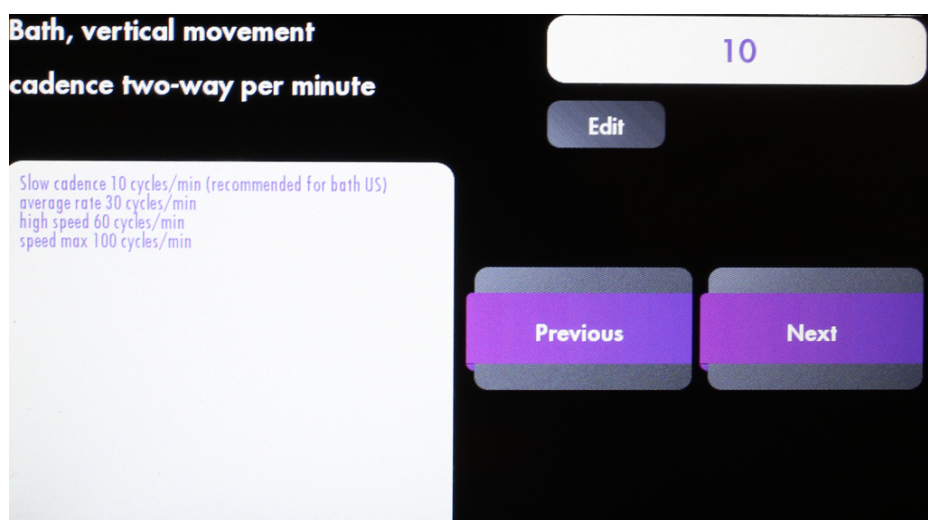 Bath, vertical movement
cadence two-way per minute
10
Edit
Slow cadence 10 cycles/min (recommended for bath US)
average rate 30 cycles/min
high speed 60 cycles/min
speed max 100 cycles/min
Previous
Next